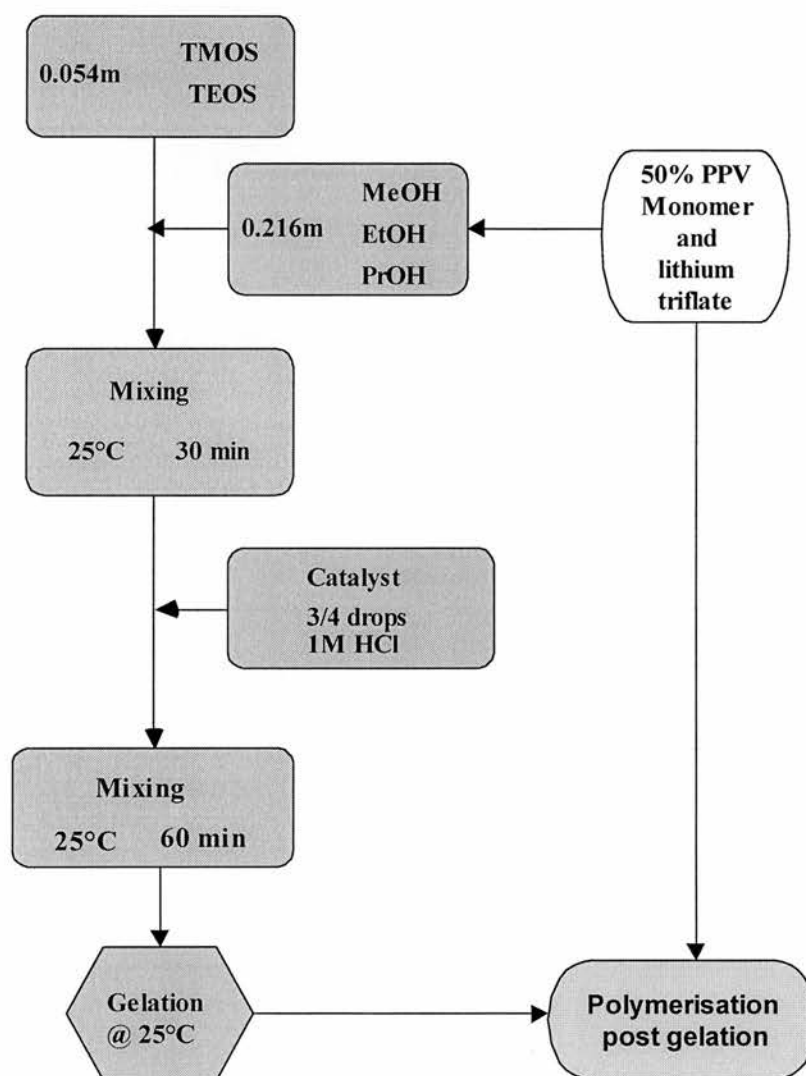 TMOS
0.054m
TEOS
MeOH
0.216m
EtOH
PrOH
50% PPV
Monomer
and
lithium
triflate
Mixing
25°C 30 min
Catalyst
3/4 drops
1M HCl
Mixing
25°C 60 min
Gelation
@ 25°C
Polymerisation
post gelation